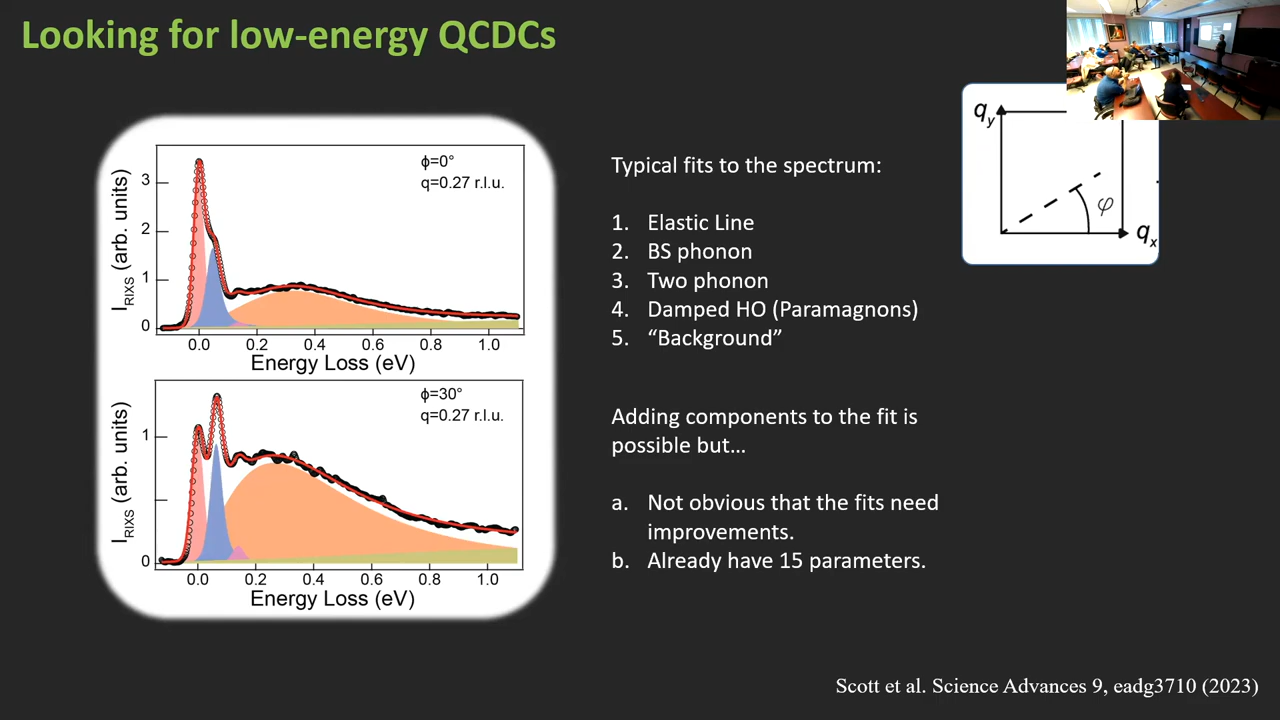 Looking for low-energy QCDCs
ϕ=0°
q=0.27 r.l.u.
I_RIXS (arb. units)
3
2
1
0
0.0 0.2 0.4 0.6 0.8 1.0
Energy Loss (eV)
ϕ=30°
q=0.27 r.l.u.
I_RIXS (arb. units)
1
0
0.0 0.2 0.4 0.6 0.8 1.0
Energy Loss (eV)
Typical fits to the spectrum:
1. Elastic Line
2. BS phonon
3. Two phonon
4. Damped HO (Paramagnons)
5. “Background”
Adding components to the fit is
possible but…
a. Not obvious that the fits need
improvements.
b. Already have 15 parameters.
q_y
φ
q_x
Scott et al. Science Advances 9, eadg3710 (2023)